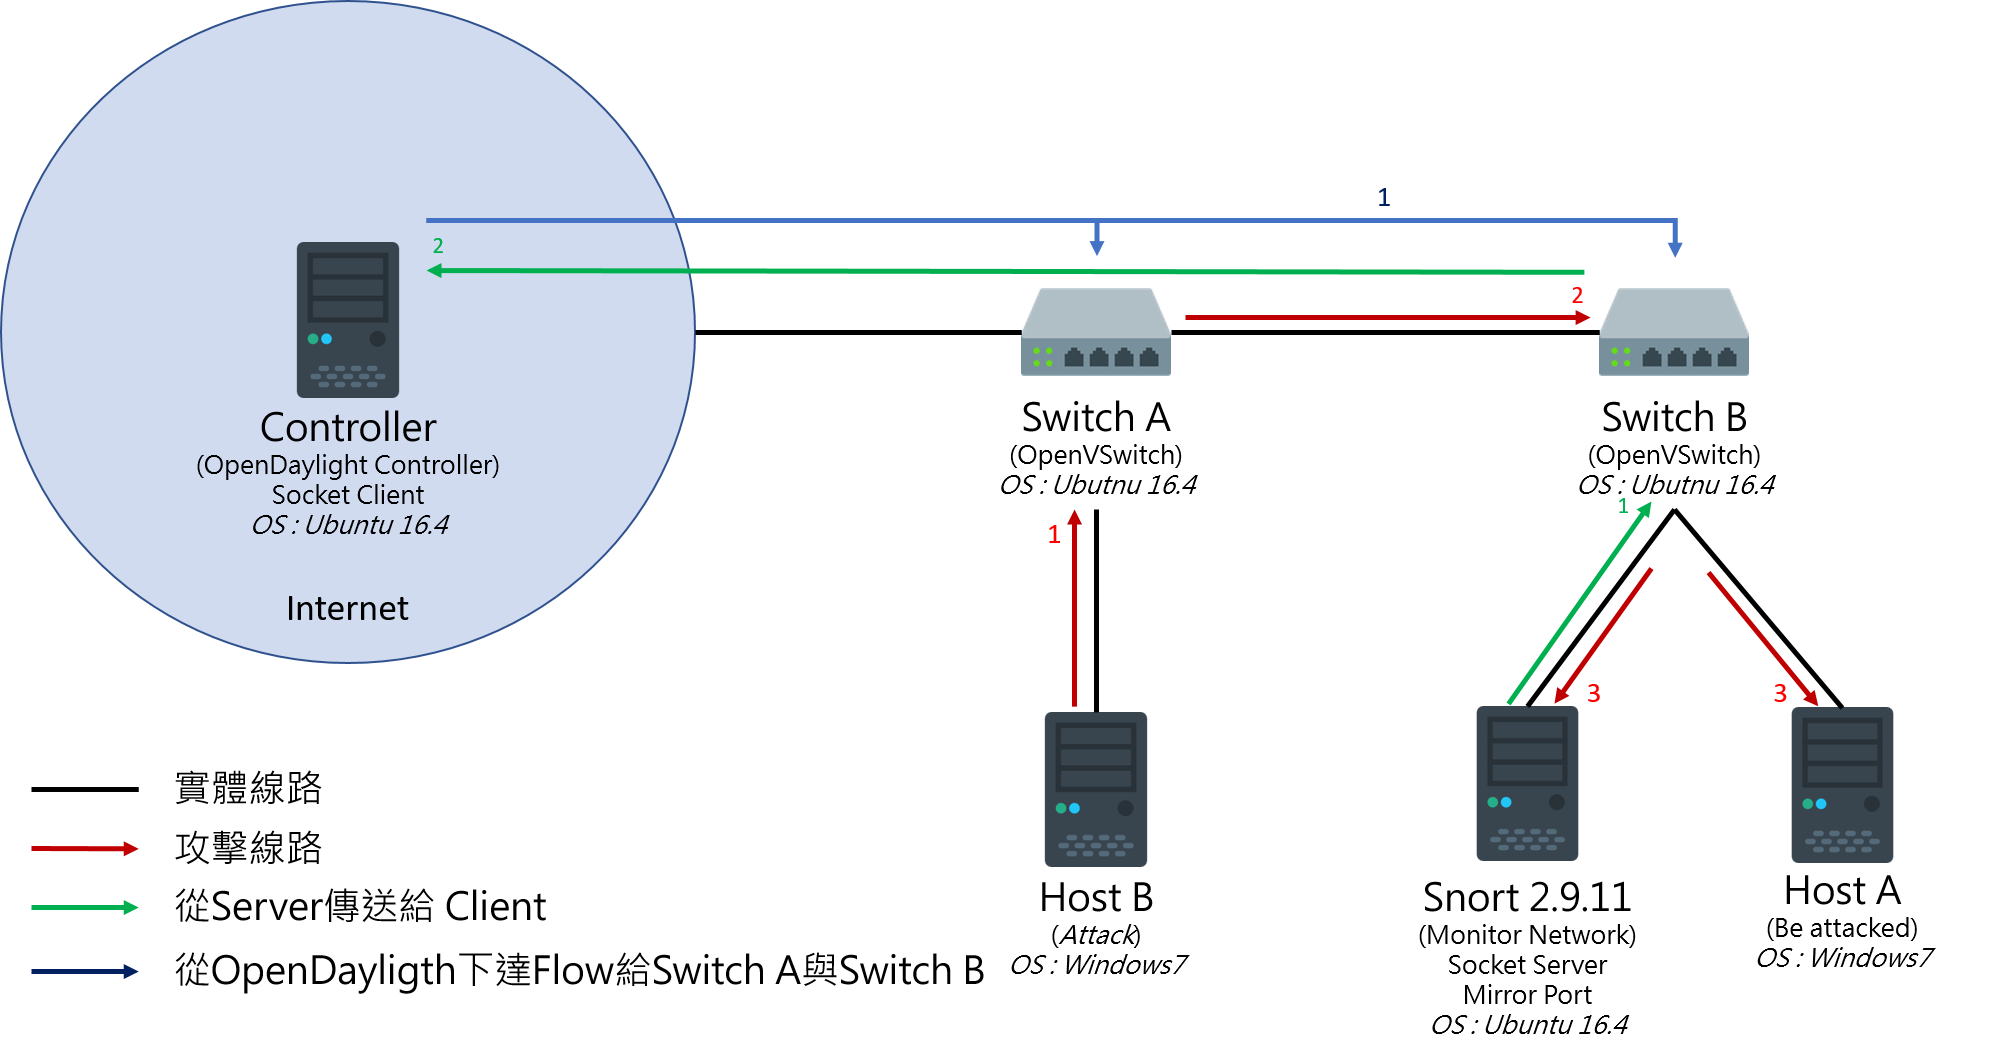 1
2
2
Controller
(OpenDaylight Controller)
Socket Client
OS : Ubuntu 16.4
Internet
Switch A
(OpenVSwitch)
OS : Ubutnu 16.4
Switch B
(OpenVSwitch)
OS : Ubutnu 16.4
1
1
3
3
Host B
(Attack)
OS : Windows7
Snort 2.9.11
(Monitor Network)
Socket Server
Mirror Port
OS : Ubuntu 16.4
Host A
(Be attacked)
OS : Windows7
實體線路
攻擊線路
從Server傳送給 Client
從OpenDayligth下達Flow給Switch A與Switch B